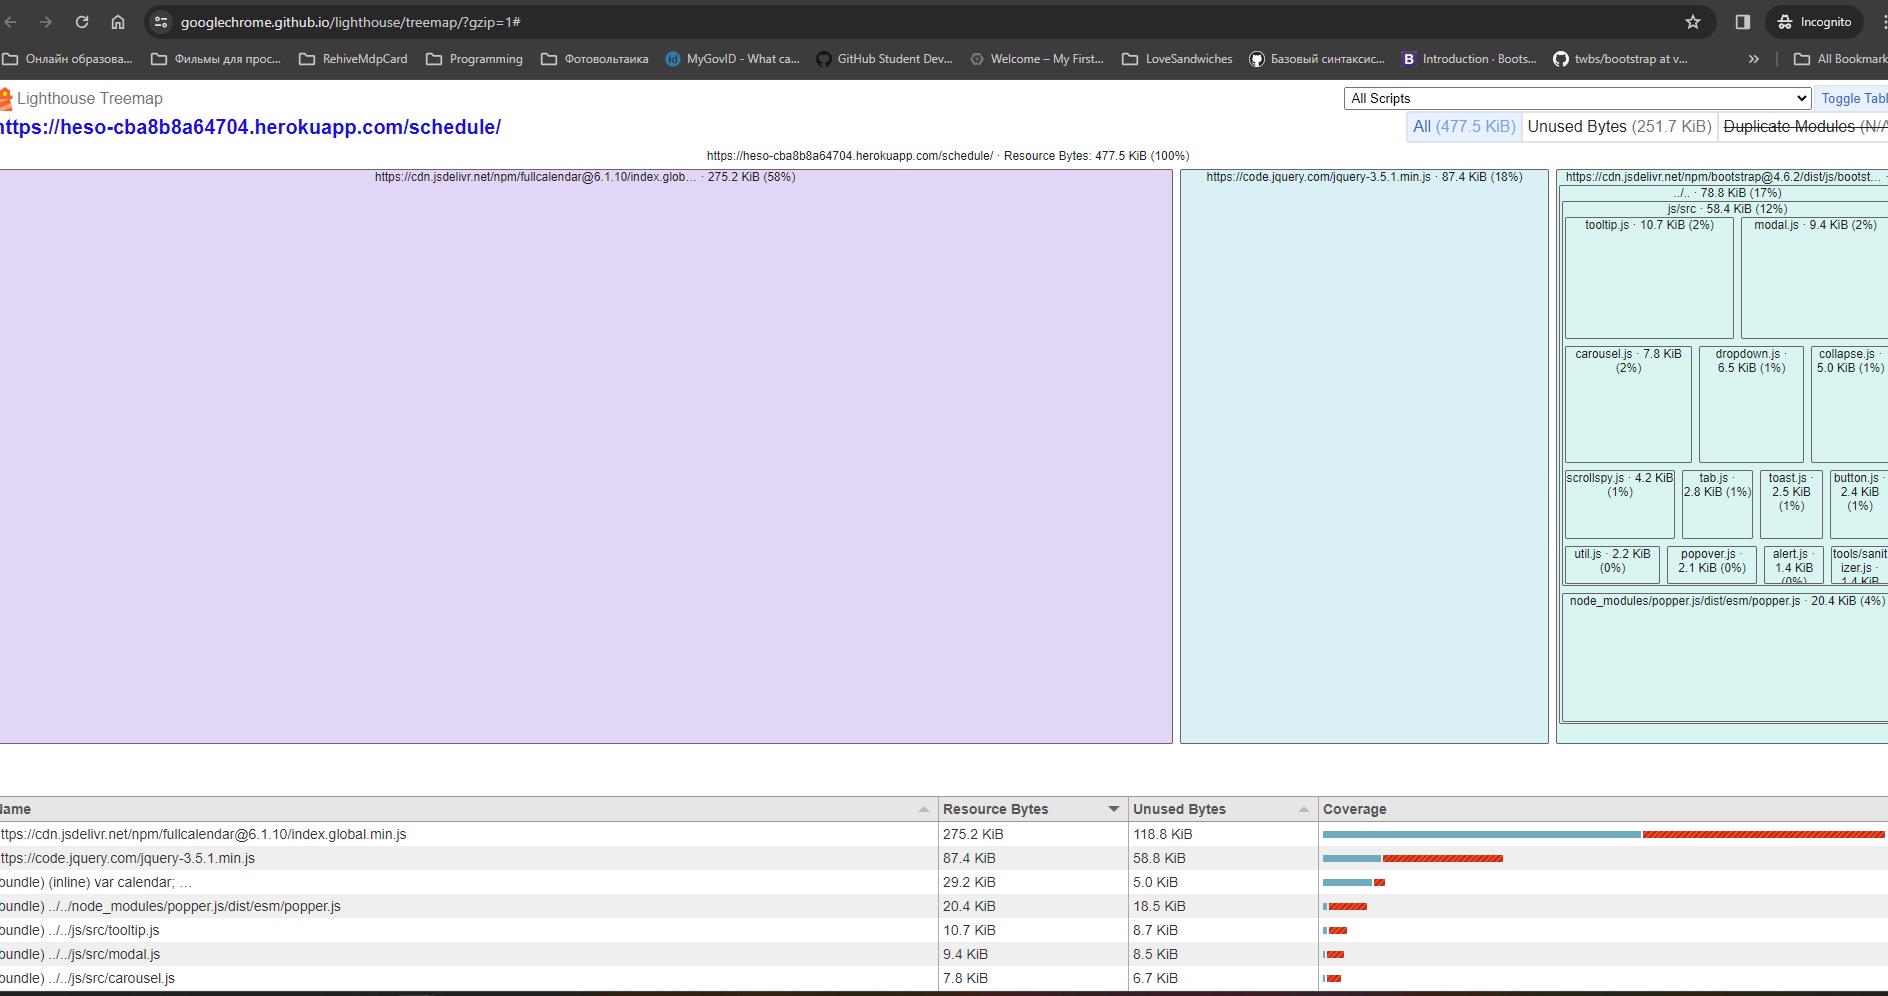 googlechrome.github.io/lighthouse/treemap/?gzip=1#
Incognito
Онлайн образова...
Фильмы для прос...
RehiveMdpCard
Programming
Фотовольтаика
MyGovID - What ca...
GitHub Student Dev...
Welcome – My First...
LoveSandwiches
Базовый синтаксис...
Introduction · Boots...
twbs/bootstrap at v...
»
All Bookmark
Lighthouse Treemap
All Scripts
Toggle Tabl
https://heso-cba8b8a64704.herokuapp.com/schedule/
All (477.5 KiB)
Unused Bytes (251.7 KiB)
Duplicate Modules (N/A
https://heso-cba8b8a64704.herokuapp.com/schedule/ · Resource Bytes: 477.5 KiB (100%)
https://cdn.jsdelivr.net/npm/fullcalendar@6.1.10/index.glob... · 275.2 KiB (58%)
https://code.jquery.com/jquery-3.5.1.min.js · 87.4 KiB (18%)
https://cdn.jsdelivr.net/npm/bootstrap@4.6.2/dist/js/bootst... ·
../.. · 78.8 KiB (17%)
js/src · 58.4 KiB (12%)
tooltip.js · 10.7 KiB (2%)
modal.js · 9.4 KiB (2%)
carousel.js · 7.8 KiB
(2%)
dropdown.js ·
6.5 KiB (1%)
collapse.js ·
5.0 KiB (1%)
scrollspy.js · 4.2 KiB
(1%)
tab.js ·
2.8 KiB (1%)
toast.js ·
2.5 KiB
(1%)
button.js ·
2.4 KiB
(1%)
util.js · 2.2 KiB
(0%)
popover.js ·
2.1 KiB (0%)
alert.js ·
1.4 KiB
(0%)
tools/sanit
izer.js ·
1.4 KiB
node_modules/popper.js/dist/esm/popper.js · 20.4 KiB (4%)
Name
Resource Bytes
Unused Bytes
Coverage
ttps://cdn.jsdelivr.net/npm/fullcalendar@6.1.10/index.global.min.js
275.2 KiB
118.8 KiB
ttps://code.jquery.com/jquery-3.5.1.min.js
87.4 KiB
58.8 KiB
bundle) (inline) var calendar; …
29.2 KiB
5.0 KiB
bundle) ../../node_modules/popper.js/dist/esm/popper.js
20.4 KiB
18.5 KiB
bundle) ../../js/src/tooltip.js
10.7 KiB
8.7 KiB
bundle) ../../js/src/modal.js
9.4 KiB
8.5 KiB
bundle) ../../js/src/carousel.js
7.8 KiB
6.7 KiB